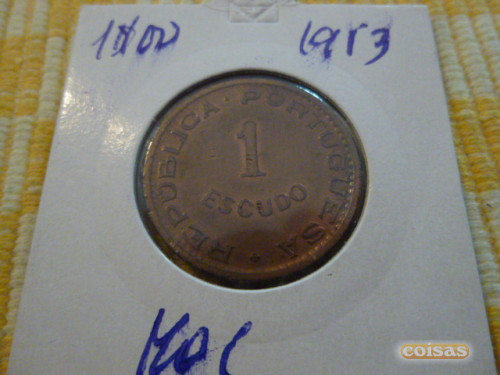 1$00 1953
REPUBLICA · PORTUGUESA
1
ESCUDO
MOC
coisas